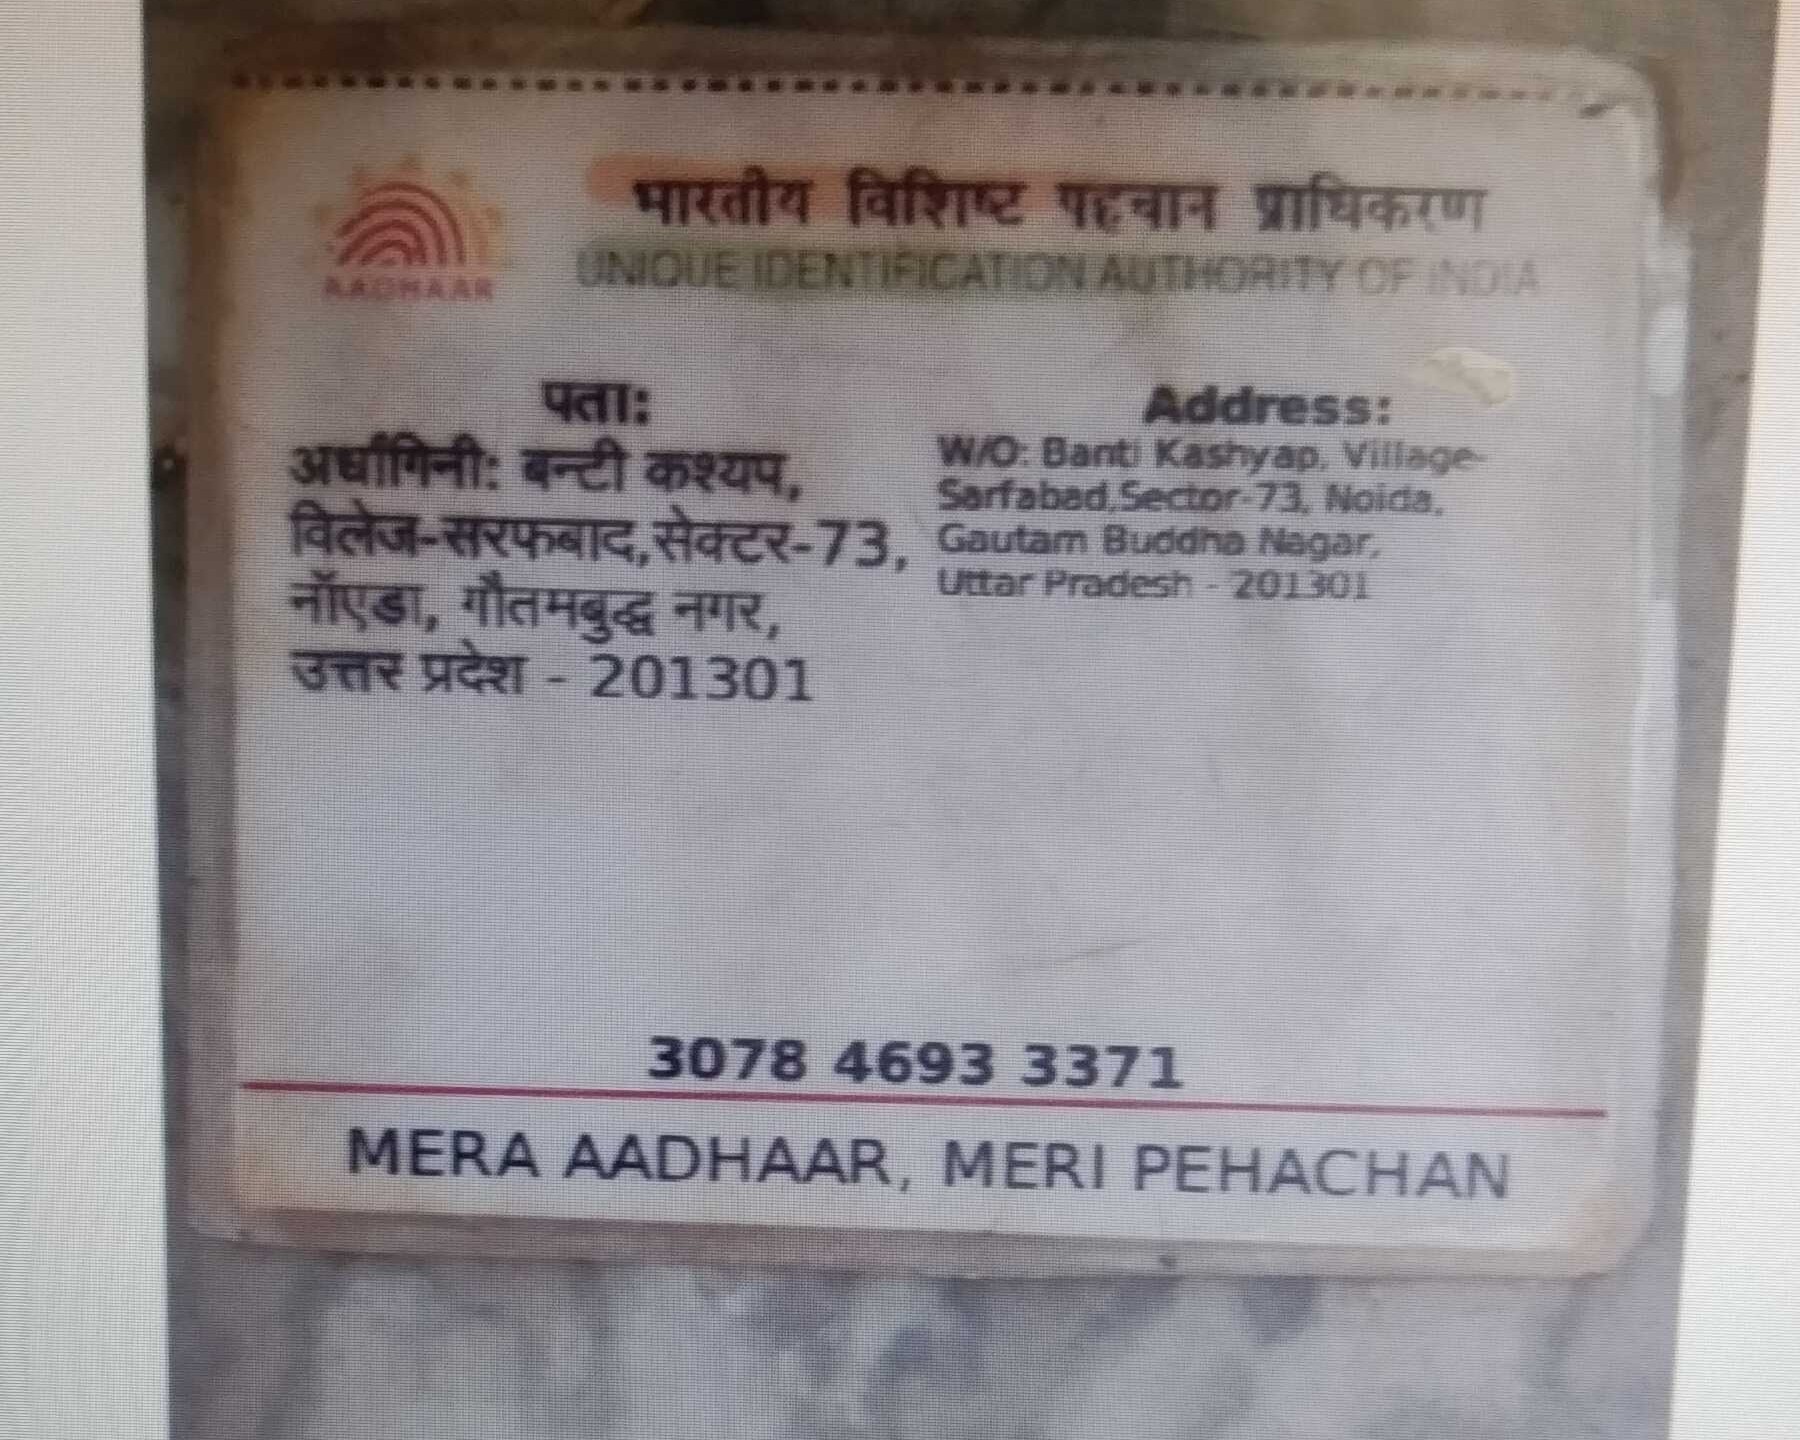 भारतीय विशिष्ट पहचान प्राधिकरण
UNIQUE IDENTIFICATION AUTHORITY OF INDIA
AADHAAR
पता:
अर्धांगिनी: बन्टी कश्यप,
विलेज-सरफबाद,सेक्टर-73,
नॉएडा, गौतमबुद्ध नगर,
उत्तर प्रदेश - 201301
Address:
W/O: Banti Kashyap, Village-
Sarfabad,Sector-73, Noida,
Gautam Buddha Nagar,
Uttar Pradesh - 201301
3078 4693 3371
MERA AADHAAR, MERI PEHACHAN